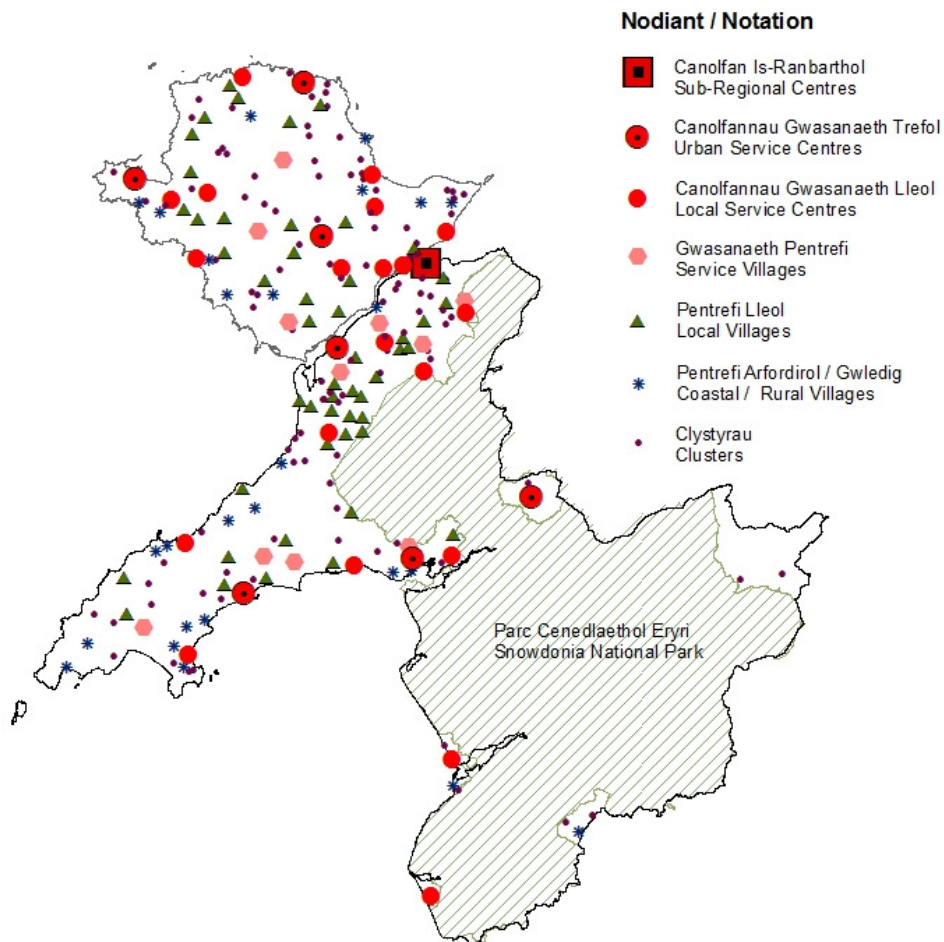 Nodiant / Notation
Canolfan Is-Ranbarthol
Sub-Regional Centres
Canolfannau Gwasanaeth Trefol
Urban Service Centres
Canolfannau Gwasanaeth Lleol
Local Service Centres
Gwasanaeth Pentrefi
Service Villages
Pentrefi Lleol
Local Villages
Pentrefi Arfordirol / Gwledig
Coastal / Rural Villages
Clystyrau
Clusters
Parc Cenedlaethol Eryri
Snowdonia National Park